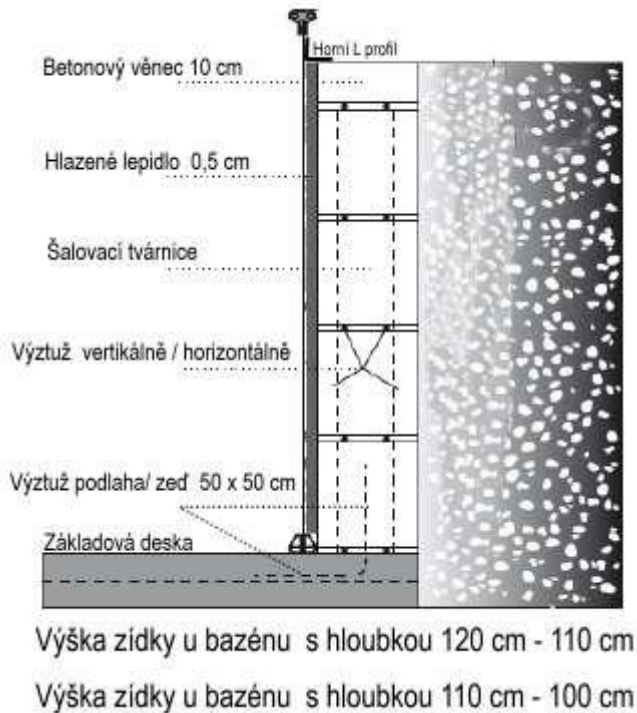 Horní L profil
Betonový věnec 10 cm
Hlazené lepidlo 0,5 cm
Šalovací tvárnice
Výztuž vertikálně / horizontálně
Výztuž podlaha/ zeď 50 x 50 cm
Základová deska
Výška zídky u bazénu s hloubkou 120 cm - 110 cm
Výška zídky u bazénu s hloubkou 110 cm - 100 cm